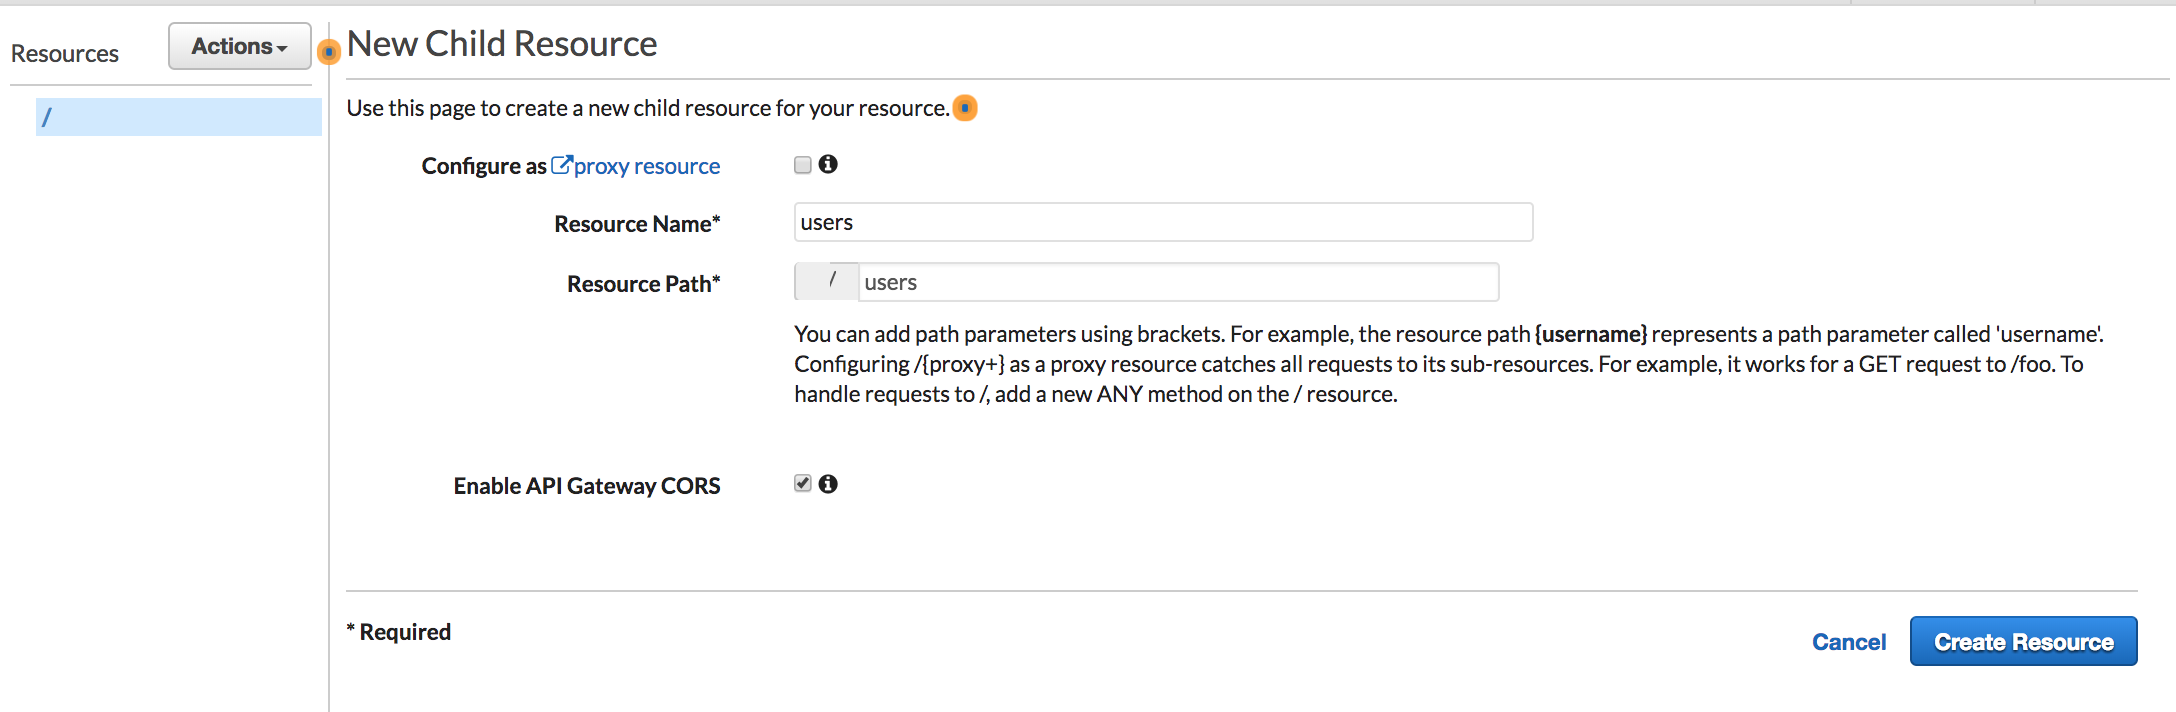 Resources
Actions
/
New Child Resource
Use this page to create a new child resource for your resource.
Configure as proxy resource
Resource Name*
users
Resource Path*
/ users
You can add path parameters using brackets. For example, the resource path {username} represents a path parameter called 'username'.
Configuring /{proxy+} as a proxy resource catches all requests to its sub-resources. For example, it works for a GET request to /foo. To
handle requests to /, add a new ANY method on the / resource.
Enable API Gateway CORS
* Required
Cancel
Create Resource